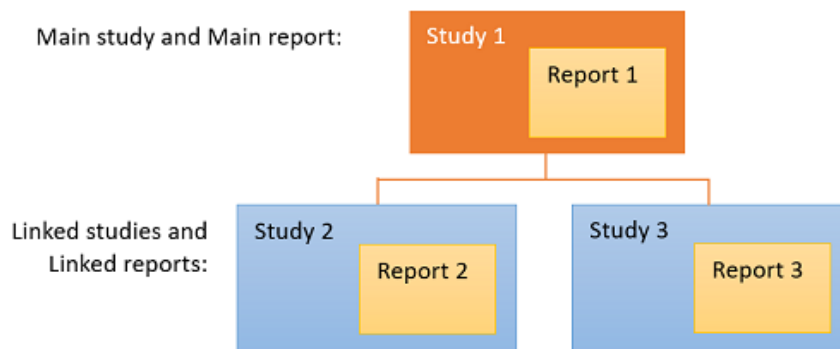 Main study and Main report:
Study 1
Report 1
Linked studies and
Linked reports:
Study 2
Report 2
Study 3
Report 3